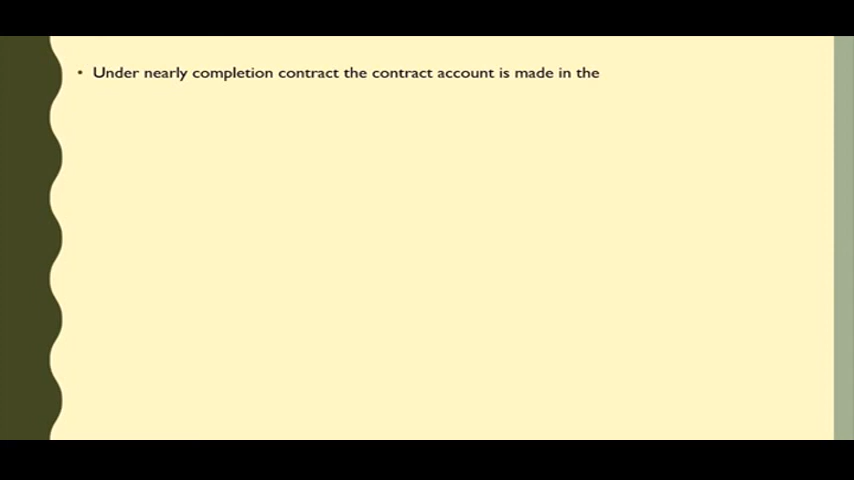 • Under nearly completion contract the contract account is made in the